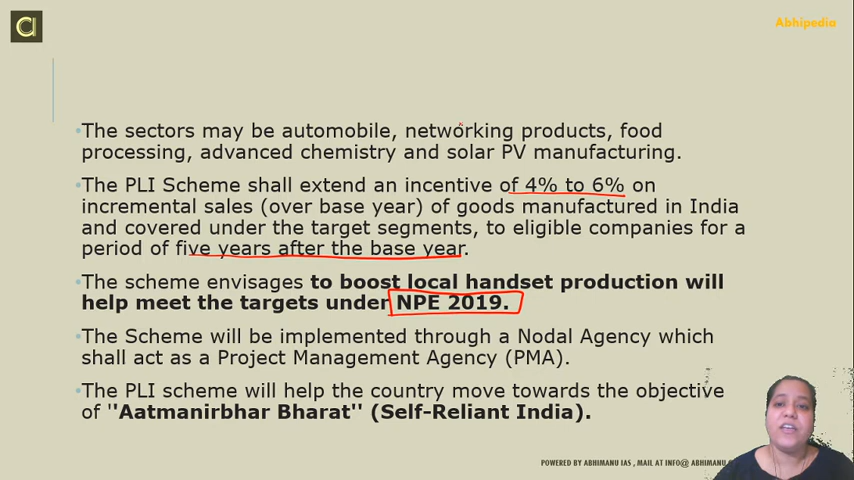 Abhipedia
•The sectors may be automobile, networking products, food
processing, advanced chemistry and solar PV manufacturing.
•The PLI Scheme shall extend an incentive of 4% to 6% on
incremental sales (over base year) of goods manufactured in India
and covered under the target segments, to eligible companies for a
period of five years after the base year.
•The scheme envisages to boost local handset production will
help meet the targets under NPE 2019.
•The Scheme will be implemented through a Nodal Agency which
shall act as a Project Management Agency (PMA).
•The PLI scheme will help the country move towards the objective
of ''Aatmanirbhar Bharat'' (Self-Reliant India).
POWERED BY ABHIMANU IAS , MAIL AT INFO@ ABHIMANU